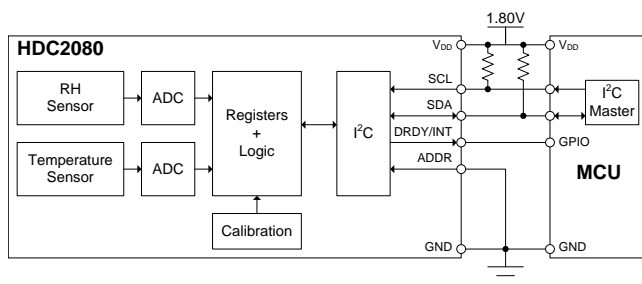 1.80V
HDC2080
VDD
VDD
RH
Sensor
ADC
Registers
+
Logic
I²C
SCL
SDA
DRDY/INT
ADDR
I²C
Master
GPIO
MCU
Temperature
Sensor
ADC
Calibration
GND
GND